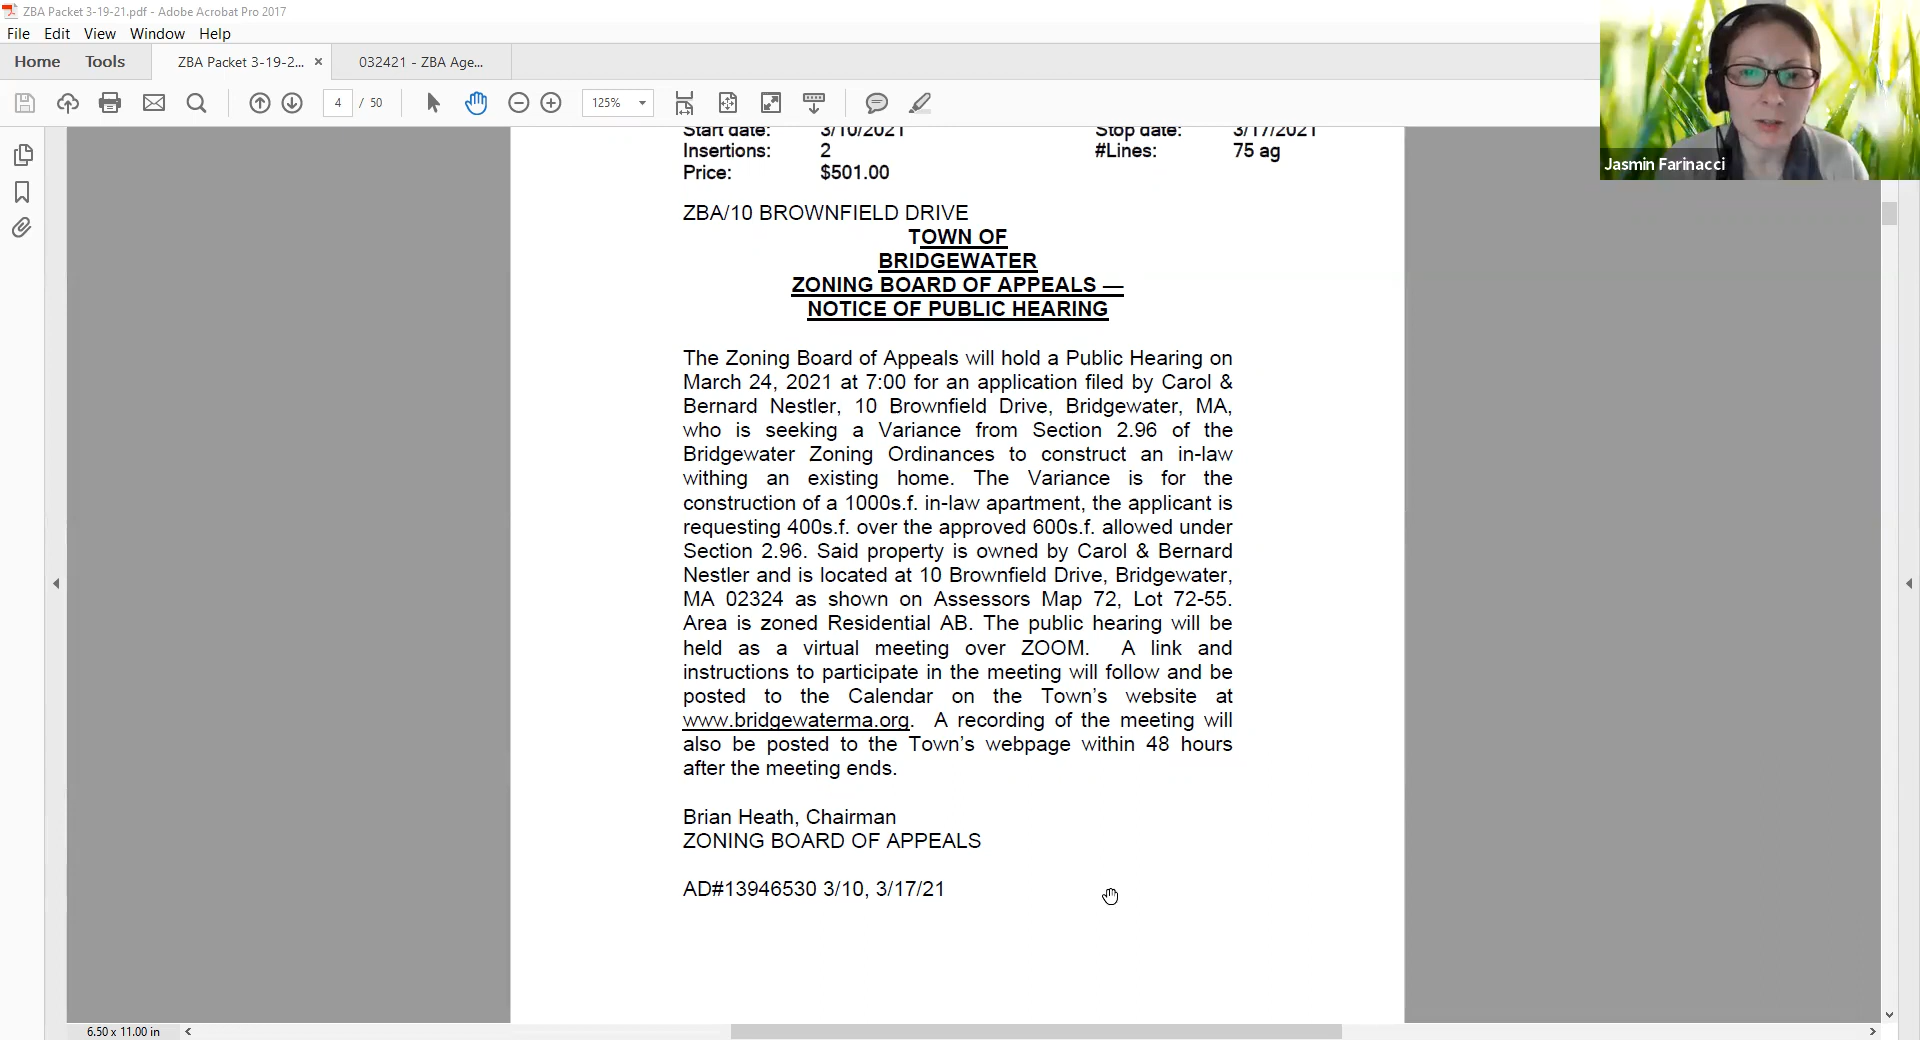 ZBA Packet 3-19-21.pdf - Adobe Acrobat Pro 2017
File Edit View Window Help
Home Tools ZBA Packet 3-19-2... × 032421 - ZBA Age...
4 / 50 125%
Jasmin Farinacci
Start date: 3/10/2021 Stop date: 3/17/2021
Insertions: 2 #Lines: 75 ag
Price: $501.00
ZBA/10 BROWNFIELD DRIVE
TOWN OF
BRIDGEWATER
ZONING BOARD OF APPEALS —
NOTICE OF PUBLIC HEARING
The Zoning Board of Appeals will hold a Public Hearing on
March 24, 2021 at 7:00 for an application filed by Carol &
Bernard Nestler, 10 Brownfield Drive, Bridgewater, MA,
who is seeking a Variance from Section 2.96 of the
Bridgewater Zoning Ordinances to construct an in-law
withing an existing home. The Variance is for the
construction of a 1000s.f. in-law apartment, the applicant is
requesting 400s.f. over the approved 600s.f. allowed under
Section 2.96. Said property is owned by Carol & Bernard
Nestler and is located at 10 Brownfield Drive, Bridgewater,
MA 02324 as shown on Assessors Map 72, Lot 72-55.
Area is zoned Residential AB. The public hearing will be
held as a virtual meeting over ZOOM. A link and
instructions to participate in the meeting will follow and be
posted to the Calendar on the Town's website at
www.bridgewaterma.org. A recording of the meeting will
also be posted to the Town's webpage within 48 hours
after the meeting ends.
Brian Heath, Chairman
ZONING BOARD OF APPEALS
AD#13946530 3/10, 3/17/21
6.50 x 11.00 in